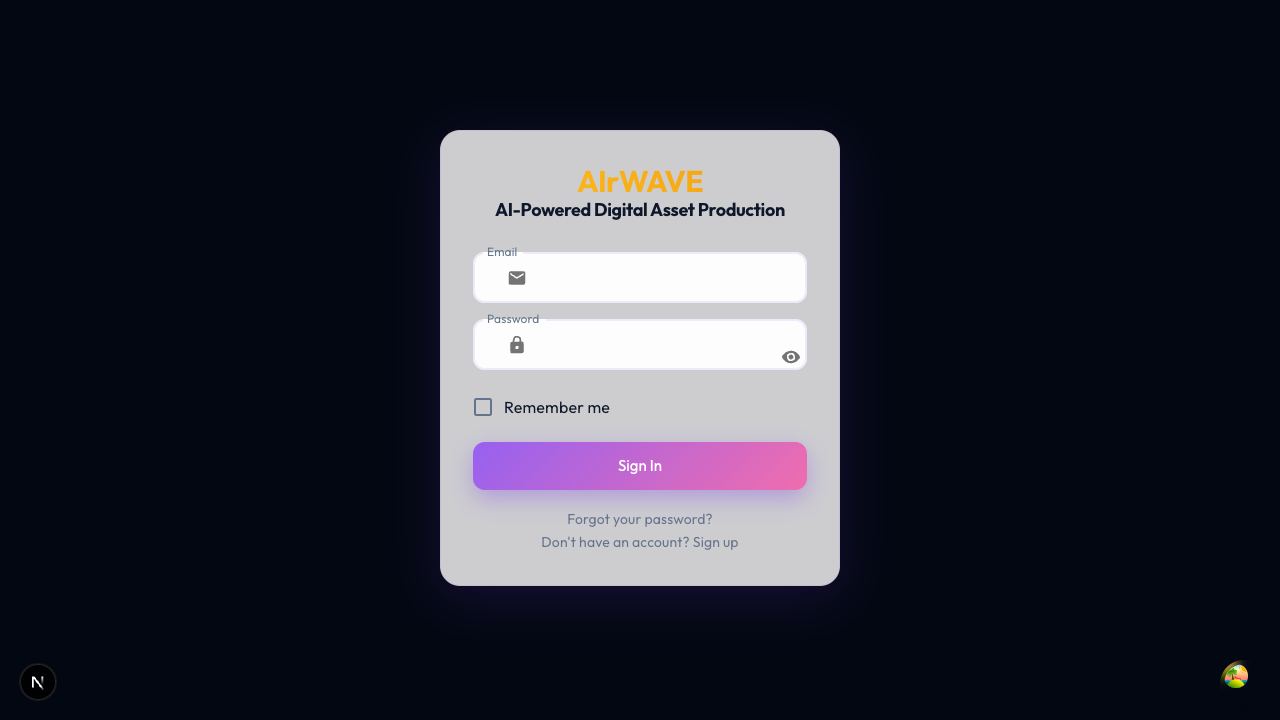 AIrWAVE
AI-Powered Digital Asset Production
Email
Password
Remember me
Sign In
Forgot your password?
Don't have an account? Sign up
N